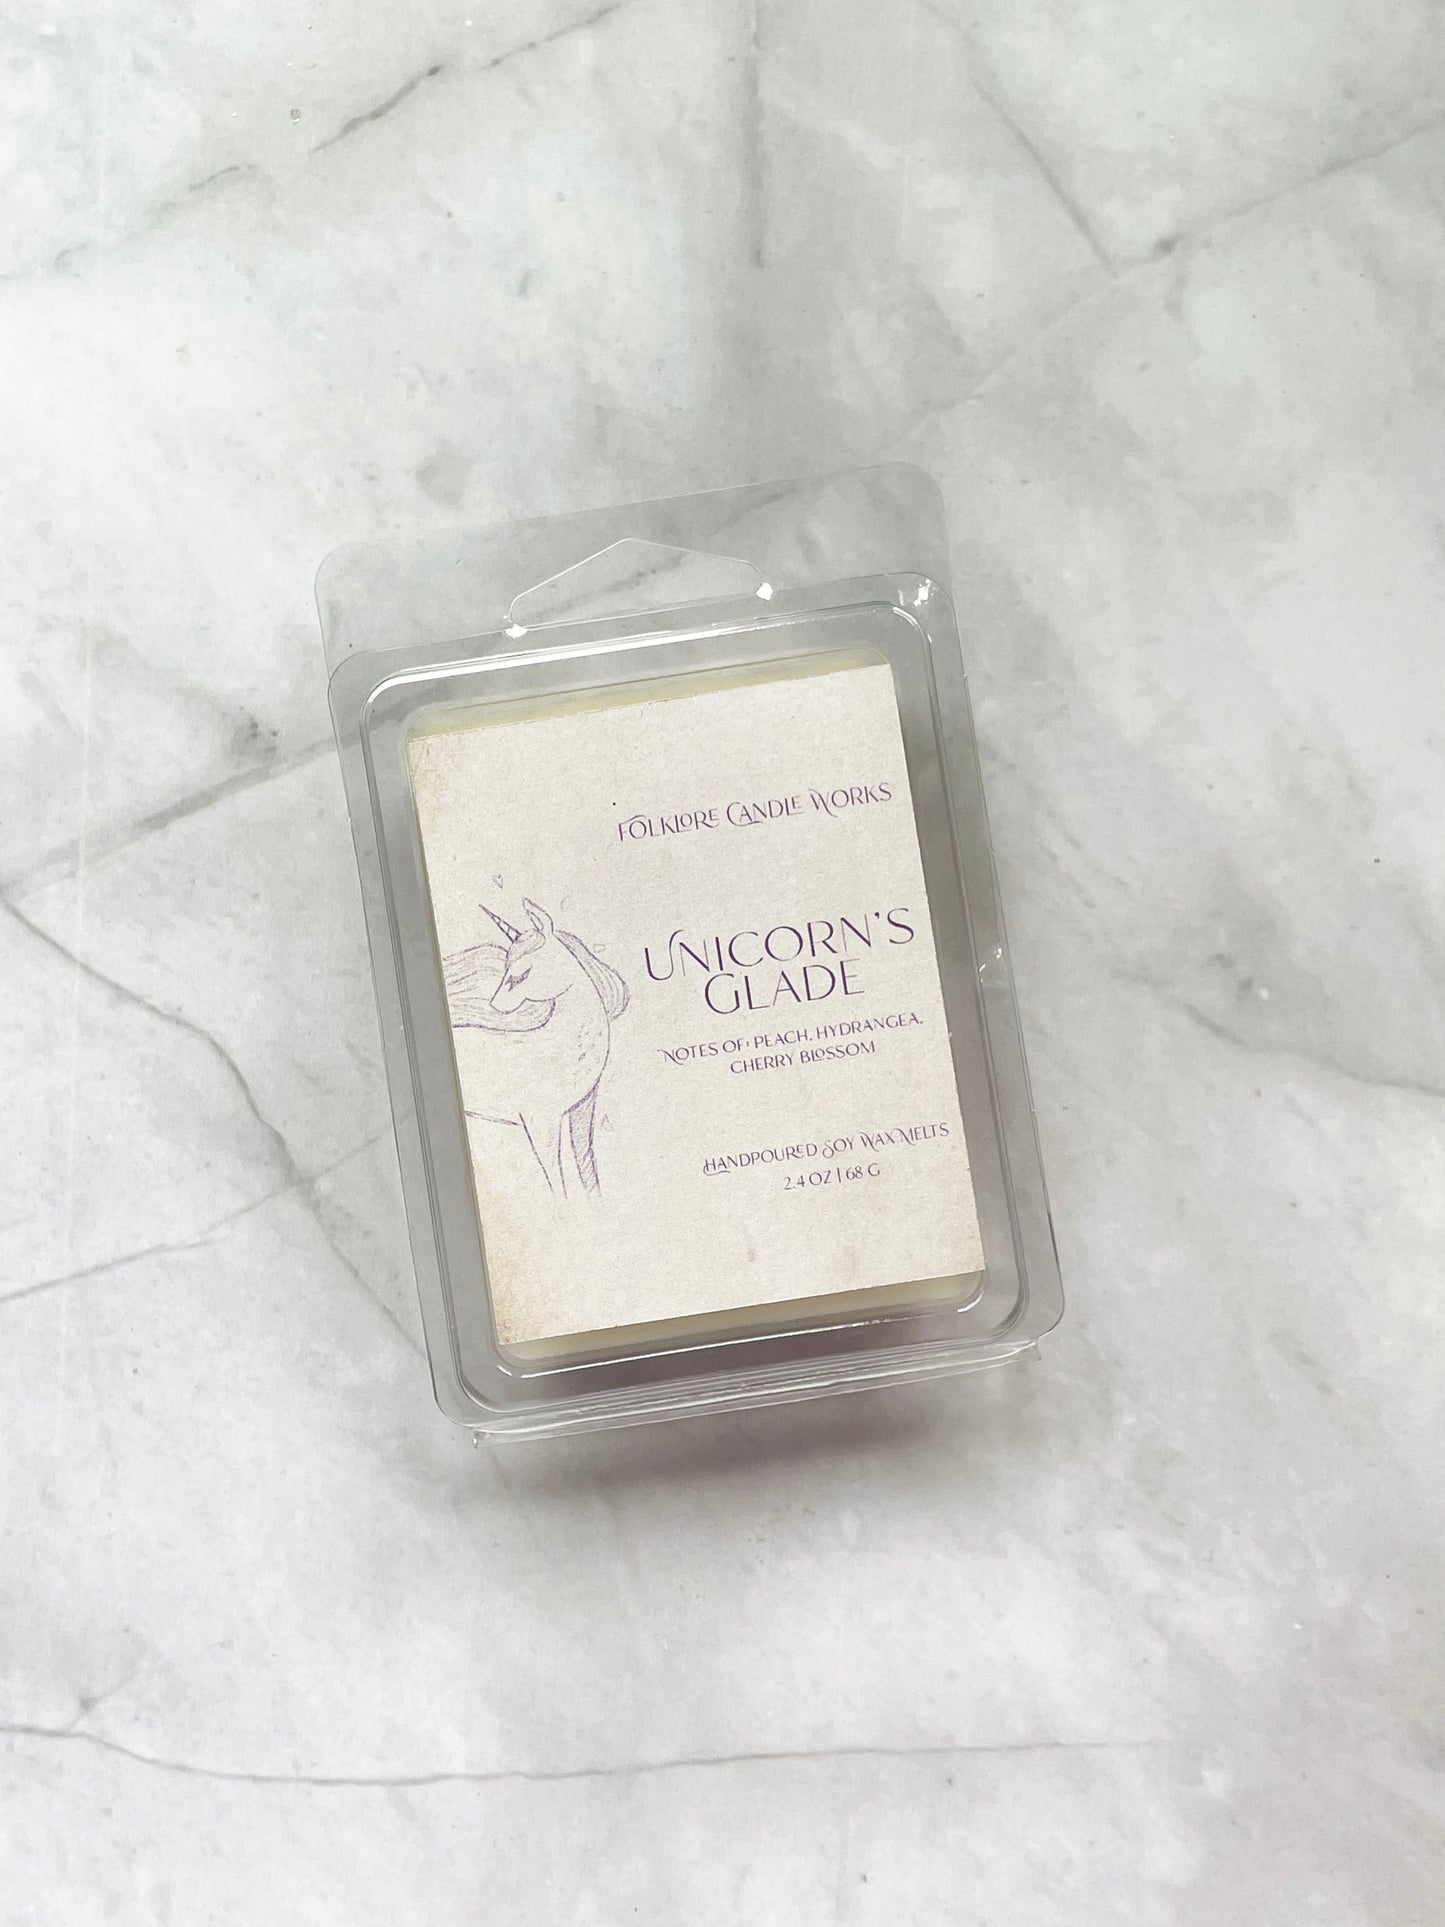 FOLKLORE CANDLE WORKS
UNICORN'S
GLADE
NOTES OF: PEACH, HYDRANGEA,
CHERRY BLOSSOM
HANDPOURED SOY WAX MELTS
2.4 OZ | 68 G